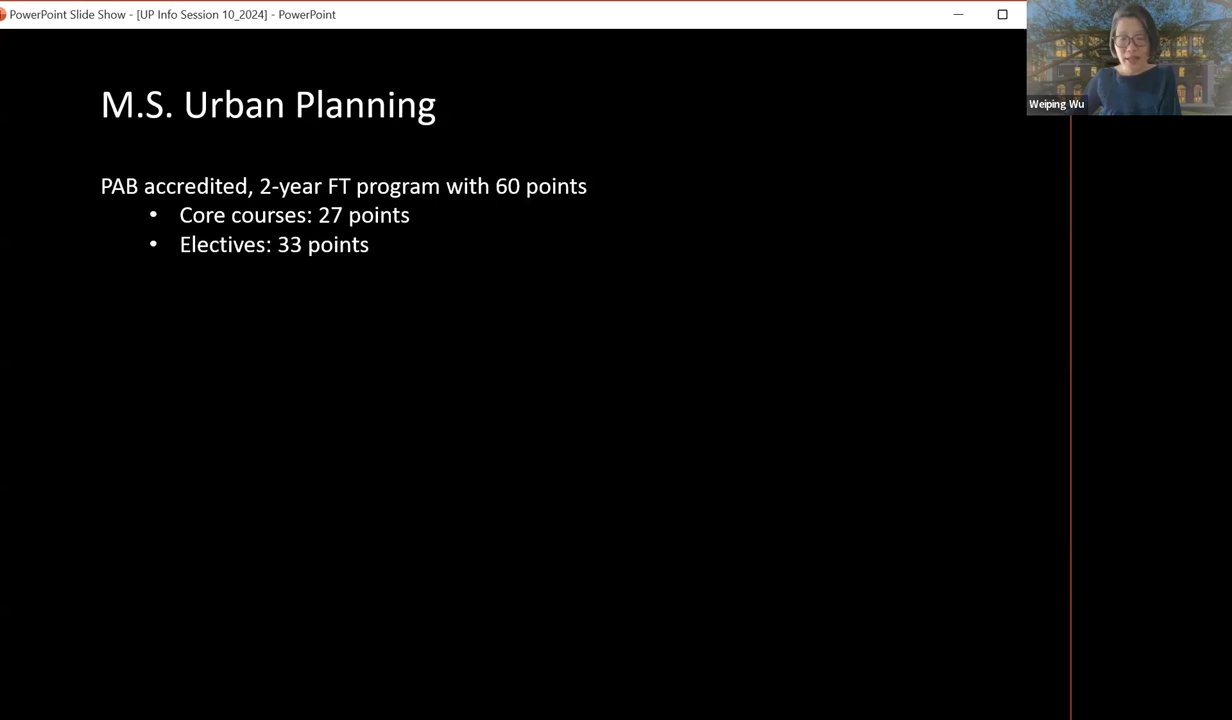 PowerPoint Slide Show - [UP Info Session 10_2024] - PowerPoint
Weiping Wu
M.S. Urban Planning
PAB accredited, 2-year FT program with 60 points
• Core courses: 27 points
• Electives: 33 points